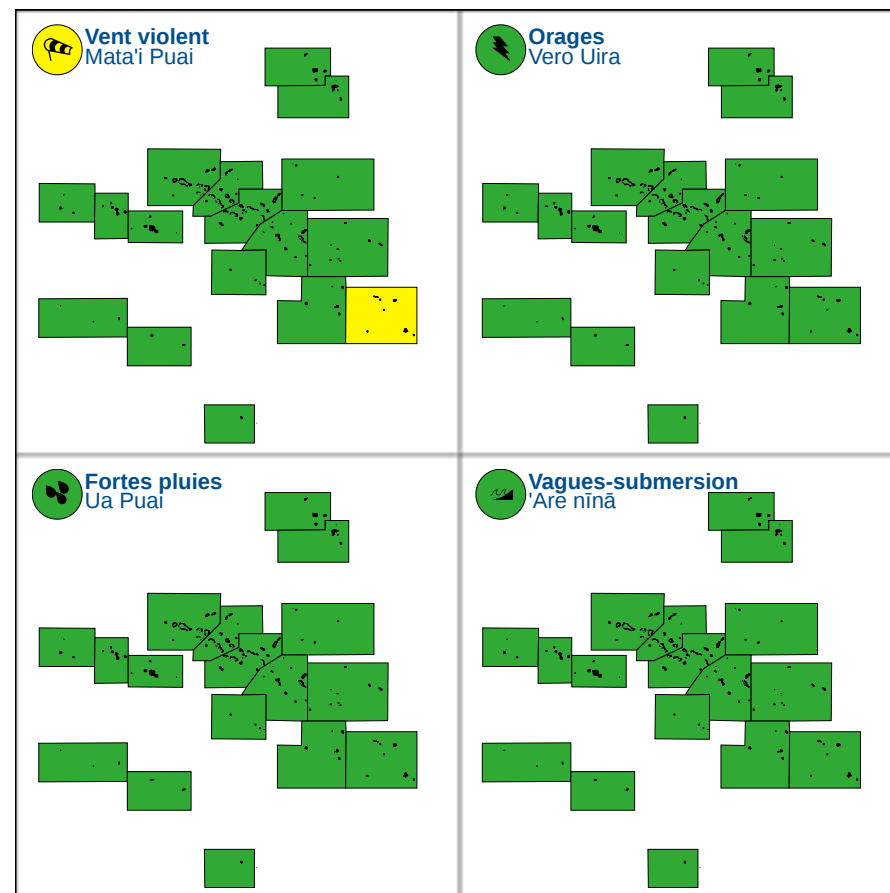 Vent violent
Mata'i Puai
Orages
Vero Uira
Fortes pluies
Ua Puai
Vagues-submersion
'Are nīnā